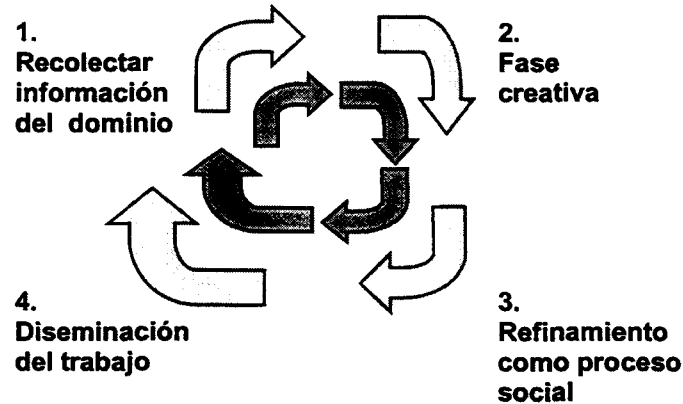 1.
Recolectar
información
del dominio
2.
Fase
creativa
3.
Refinamiento
como proceso
social
4.
Diseminación
del trabajo